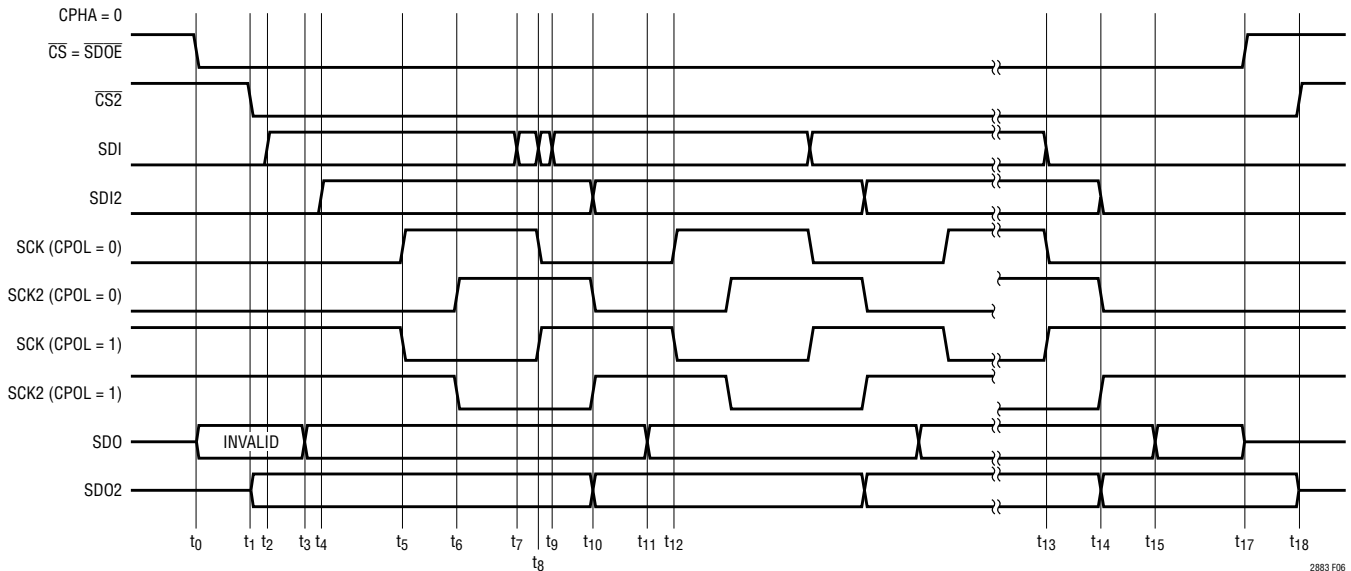 CPHA = 0
CS = SDOE
CS2
SDI
SDI2
SCK (CPOL = 0)
SCK2 (CPOL = 0)
SCK (CPOL = 1)
SCK2 (CPOL = 1)
SDO INVALID
SDO2
t0 t1 t2 t3 t4 t5 t6 t7 t8 t9 t10 t11 t12 t13 t14 t15 t17 t18
2883 F06